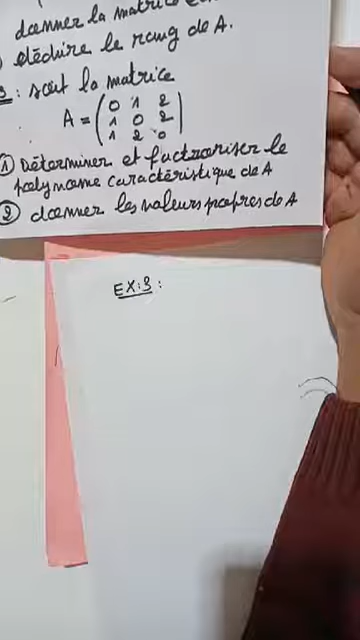 donner la matrice
déduire le rang de A.
3 : soit la matrice
A = ( 0 1 2
1 0 2
1 2 0 )
① Déterminer et factoriser le
polynome caractéristique de A
② donner les valeurs propres de A
EX:3 :